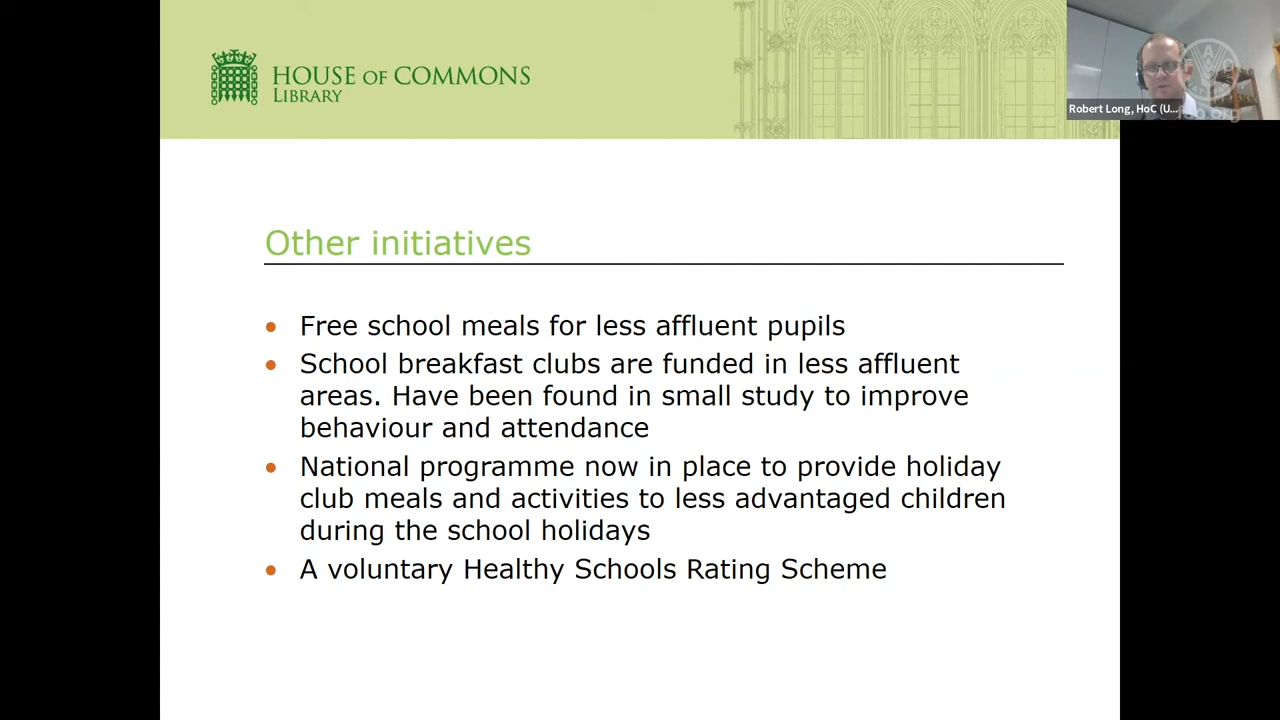 HOUSE OF COMMONS
LIBRARY
Robert Long, HoC (U...
FAO
fao.org
Other initiatives
• Free school meals for less affluent pupils
• School breakfast clubs are funded in less affluent
areas. Have been found in small study to improve
behaviour and attendance
• National programme now in place to provide holiday
club meals and activities to less advantaged children
during the school holidays
• A voluntary Healthy Schools Rating Scheme